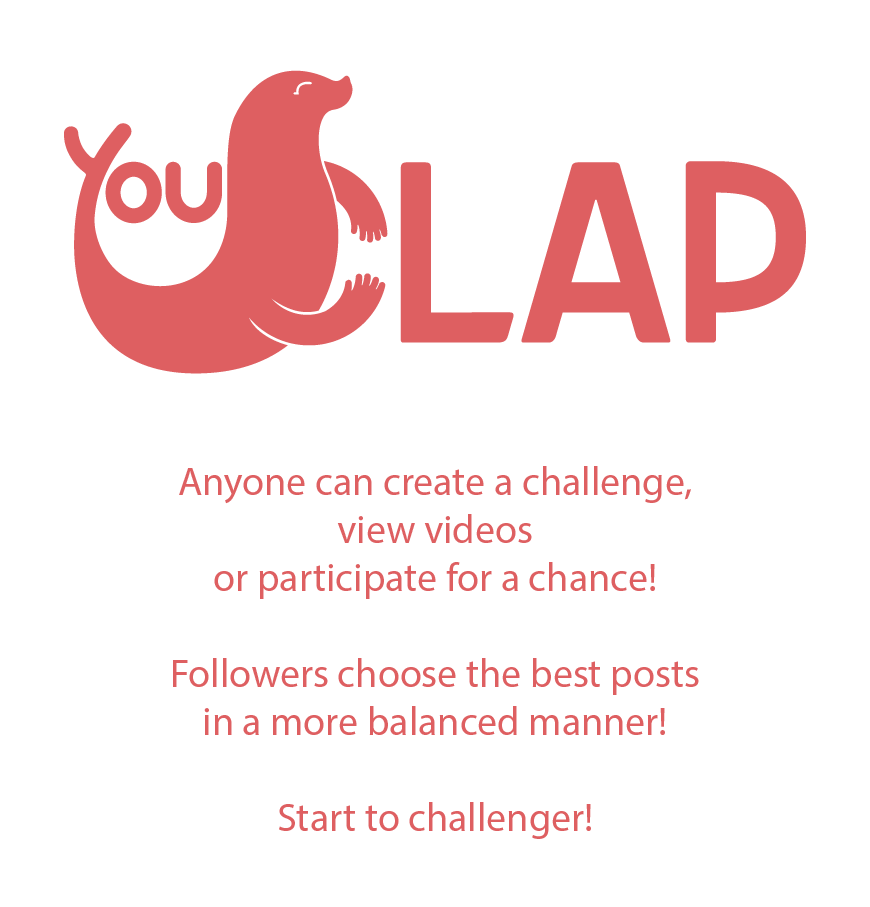 YOU CLAP
Anyone can create a challenge,
view videos
or participate for a chance!
Followers choose the best posts
in a more balanced manner!
Start to challenger!